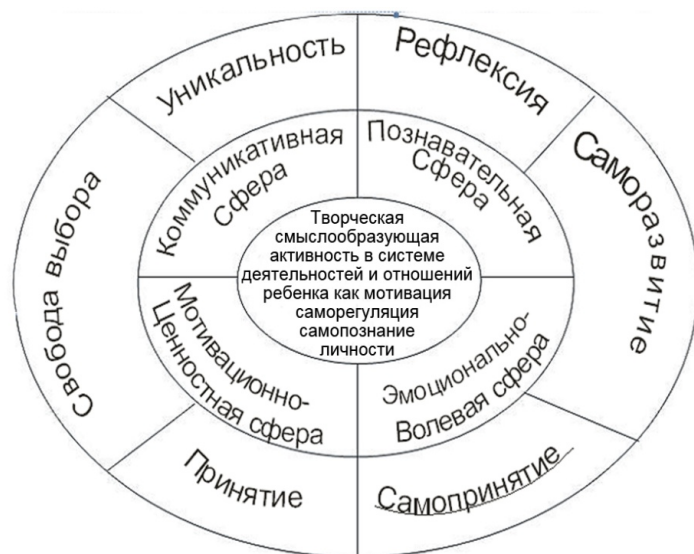 Уникальность
Рефлексия
Саморазвитие
Свобода выбора
Коммуникативная
Сфера
Познавательная
Сфера
Творческая
смыслообразующая
активность в системе
деятельностей и отношений
ребенка как мотивация
саморегуляция
самопознание
личности
Мотивационно-
Ценностная сфера
Эмоционально-
Волевая сфера
Принятие
Самопринятие